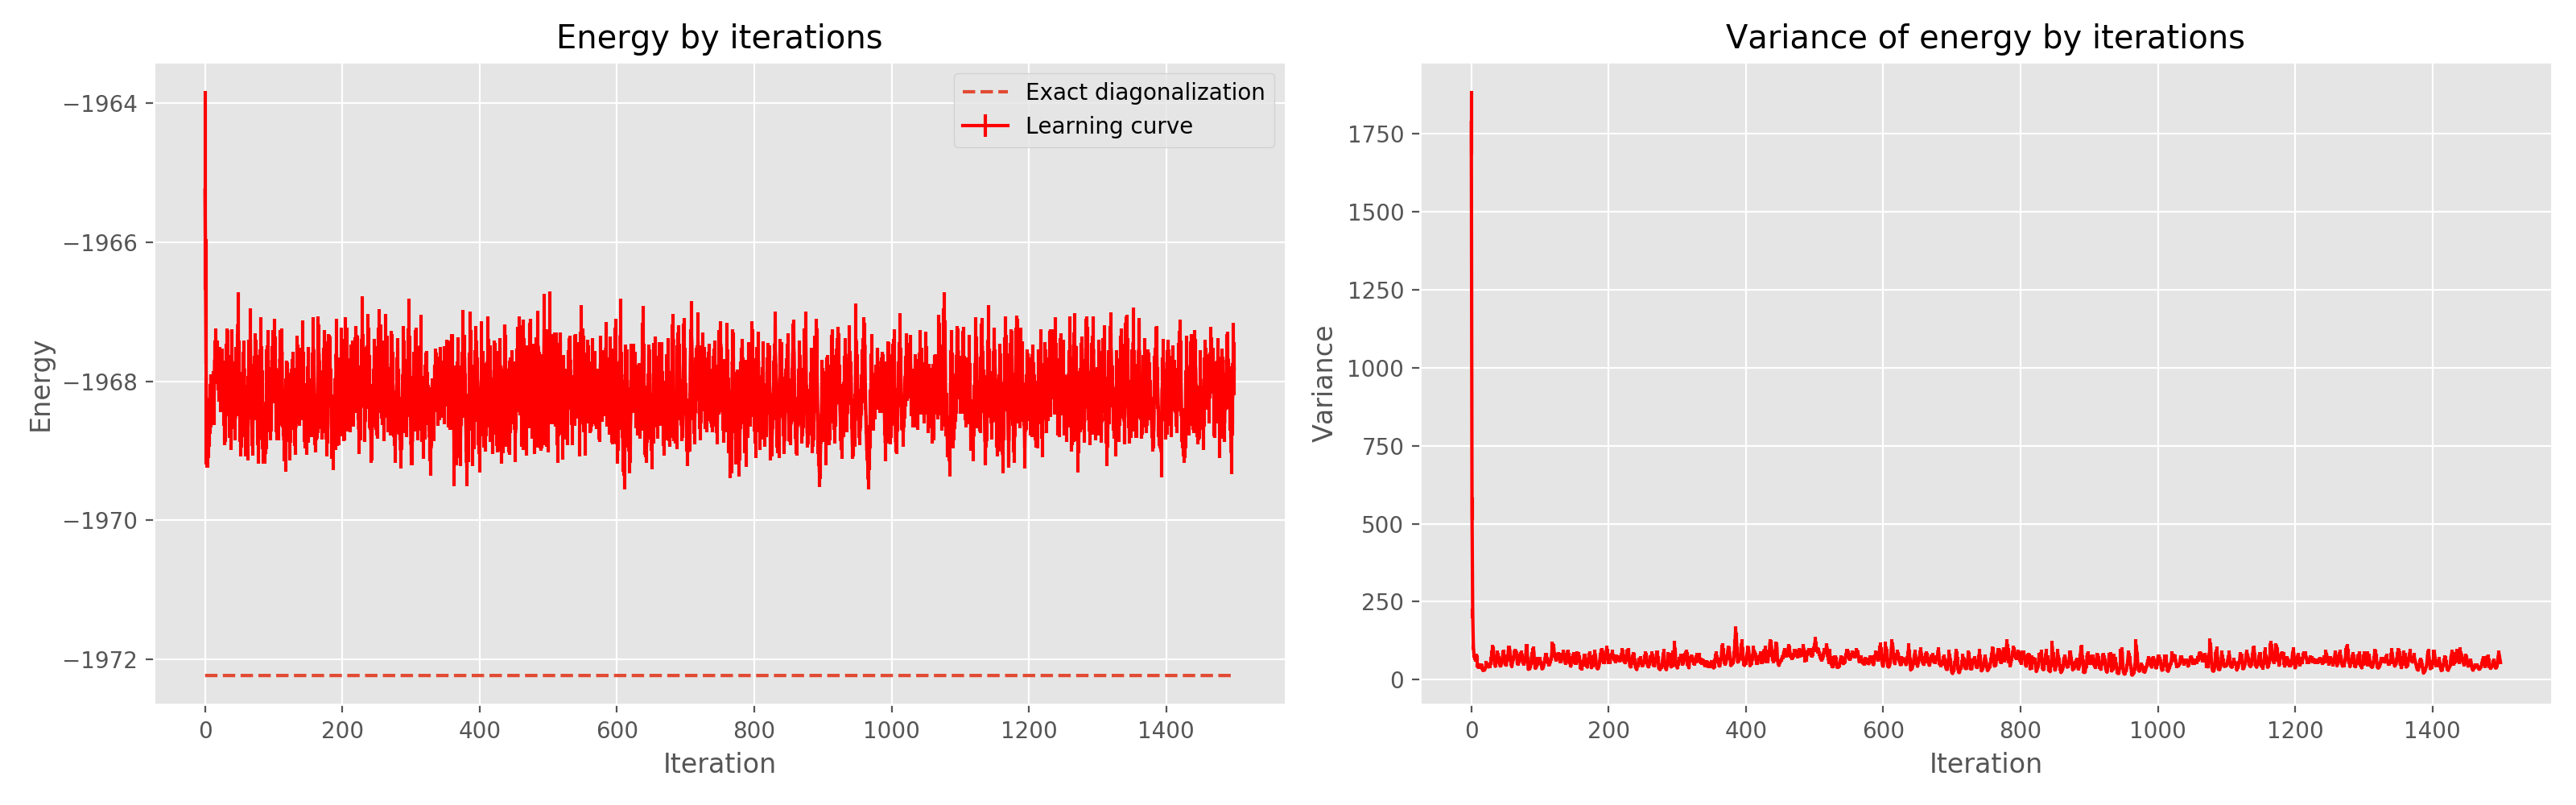 Energy by iterations
−1964
−1966
−1968
−1970
−1972
Energy
Exact diagonalization
Learning curve
0 200 400 600 800 1000 1200 1400
Iteration
Variance of energy by iterations
1750
1500
1250
1000
750
500
250
0
Variance
0 200 400 600 800 1000 1200 1400
Iteration